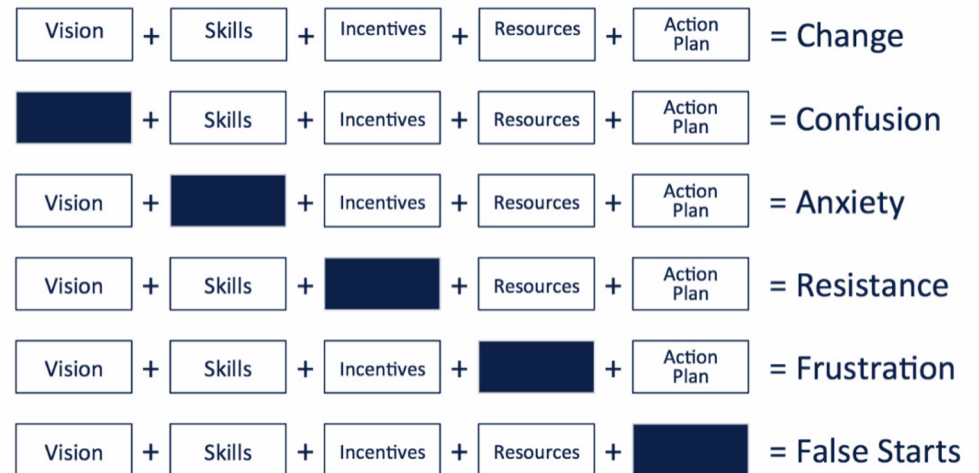 Vision + Skills + Incentives + Resources + Action Plan = Change
+ Skills + Incentives + Resources + Action Plan = Confusion
Vision + + Incentives + Resources + Action Plan = Anxiety
Vision + Skills + + Resources + Action Plan = Resistance
Vision + Skills + Incentives + + Action Plan = Frustration
Vision + Skills + Incentives + Resources + = False Starts